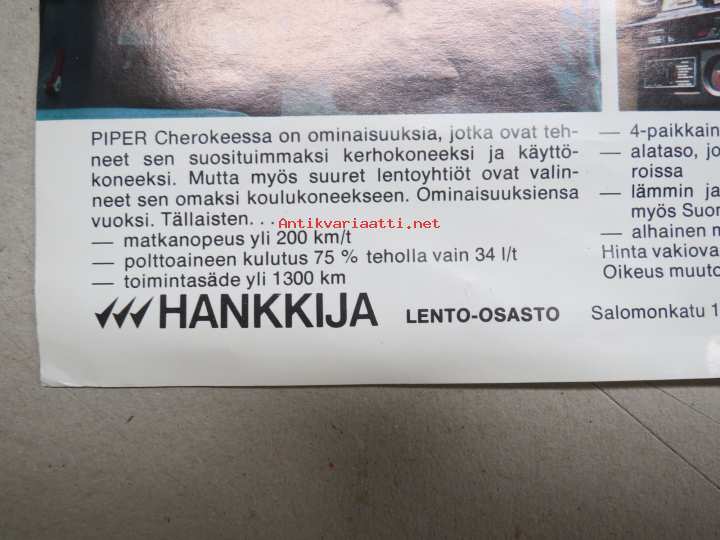 PIPER Cherokeessa on ominaisuuksia, jotka ovat teh-
neet sen suosituimmaksi kerhokoneeksi ja käyttö-
koneeksi. Mutta myös suuret lentoyhtiöt ovat valin-
neet sen omaksi koulukoneekseen. Ominaisuuksiensa
vuoksi. Tällaisten...
— matkanopeus yli 200 km/t
— polttoaineen kulutus 75 % teholla vain 34 l/t
— toimintasäde yli 1300 km
— 4-paikkain
— alataso, jo
roissa
— lämmin ja
myös Suor
— alhainen m
Hinta vakiova
Oikeus muuto
HANKKIJA LENTO-OSASTO Salomonkatu 1
Antikvariaatti.net